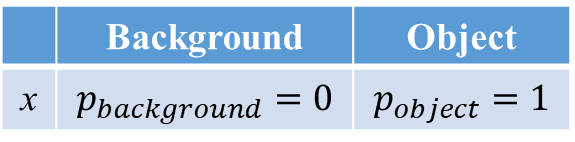 Background Object
x p_background = 0 p_object = 1